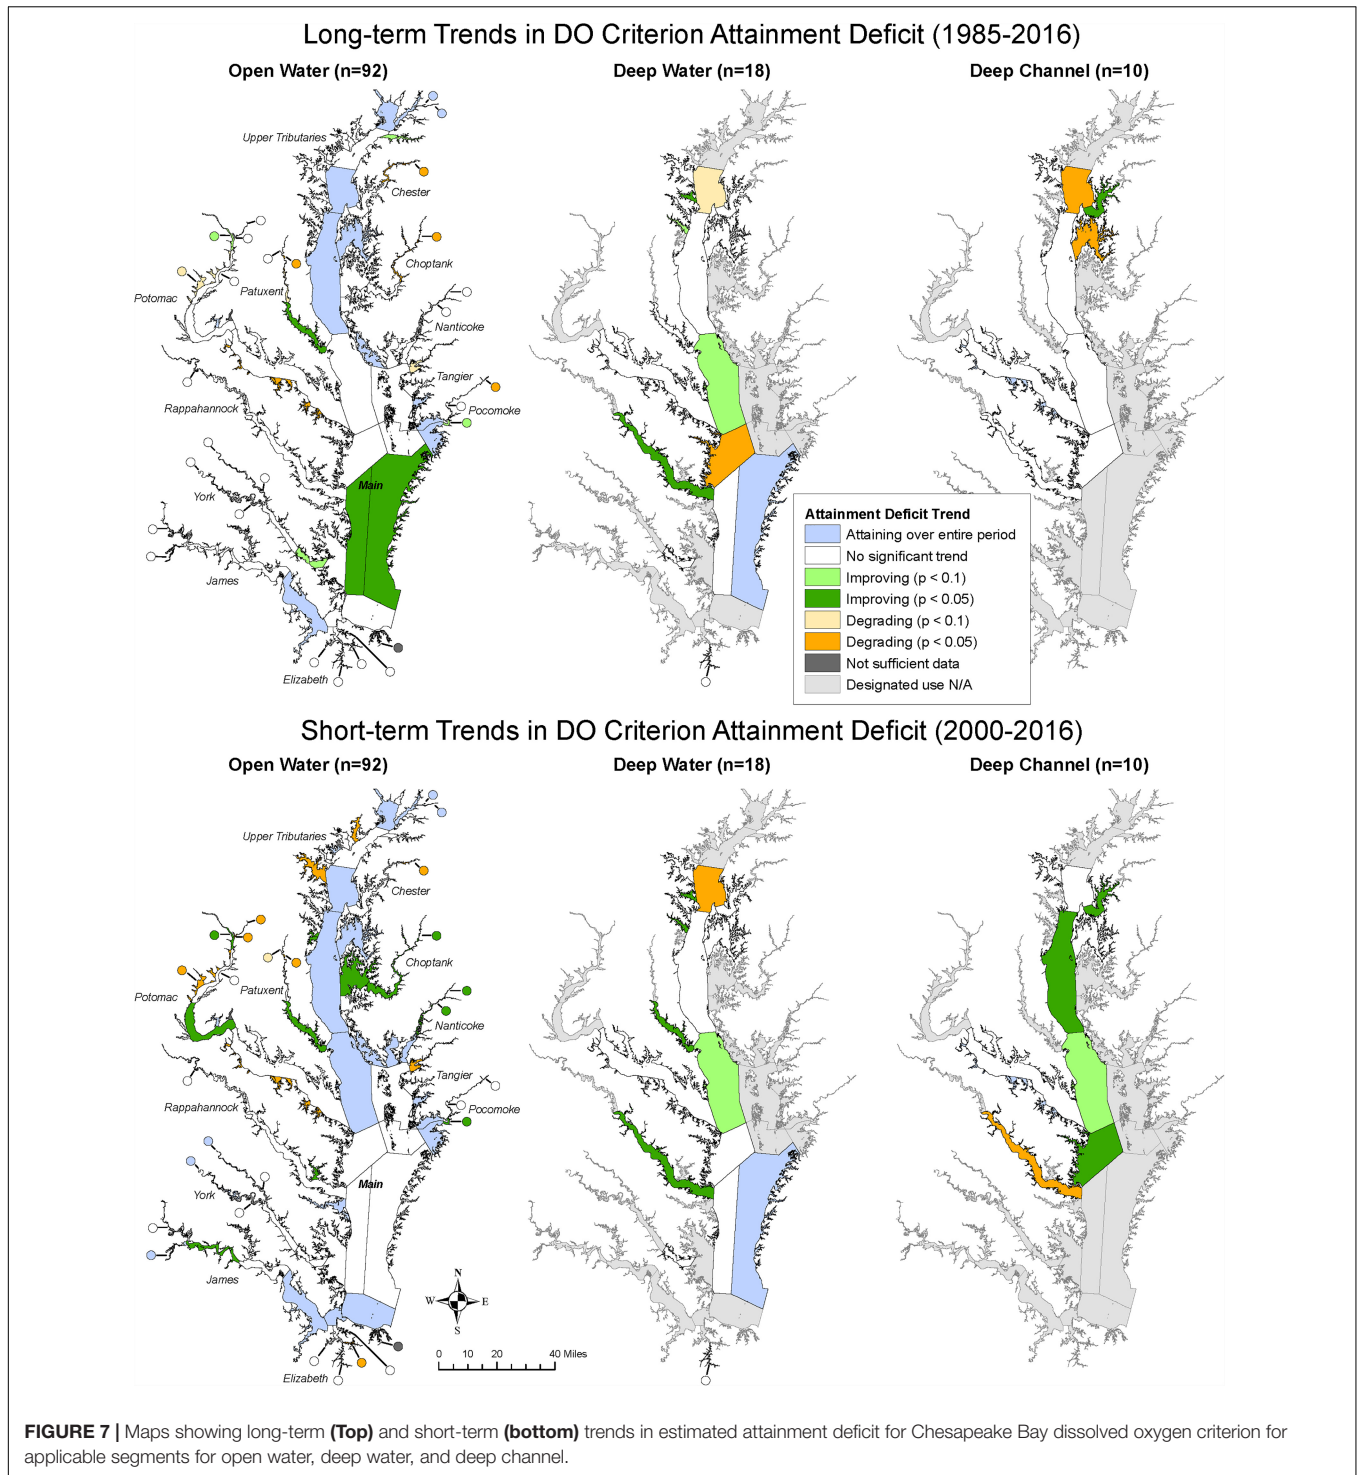 Long-term Trends in DO Criterion Attainment Deficit (1985-2016)
Open Water (n=92)
Deep Water (n=18)
Deep Channel (n=10)
Upper Tributaries
Chester
Choptank
Patuxent
Potomac
Nanticoke
Tangier
Rappahannock
Pocomoke
Main
York
James
Elizabeth
Attainment Deficit Trend
Attaining over entire period
No significant trend
Improving (p < 0.1)
Improving (p < 0.05)
Degrading (p < 0.1)
Degrading (p < 0.05)
Not sufficient data
Designated use N/A
Short-term Trends in DO Criterion Attainment Deficit (2000-2016)
Open Water (n=92)
Deep Water (n=18)
Deep Channel (n=10)
Upper Tributaries
Chester
Choptank
Patuxent
Potomac
Nanticoke
Tangier
Rappahannock
Pocomoke
Main
York
James
Elizabeth
N
W E
S
0 10 20 40 Miles
FIGURE 7 | Maps showing long-term (Top) and short-term (bottom) trends in estimated attainment deficit for Chesapeake Bay dissolved oxygen criterion for
applicable segments for open water, deep water, and deep channel.